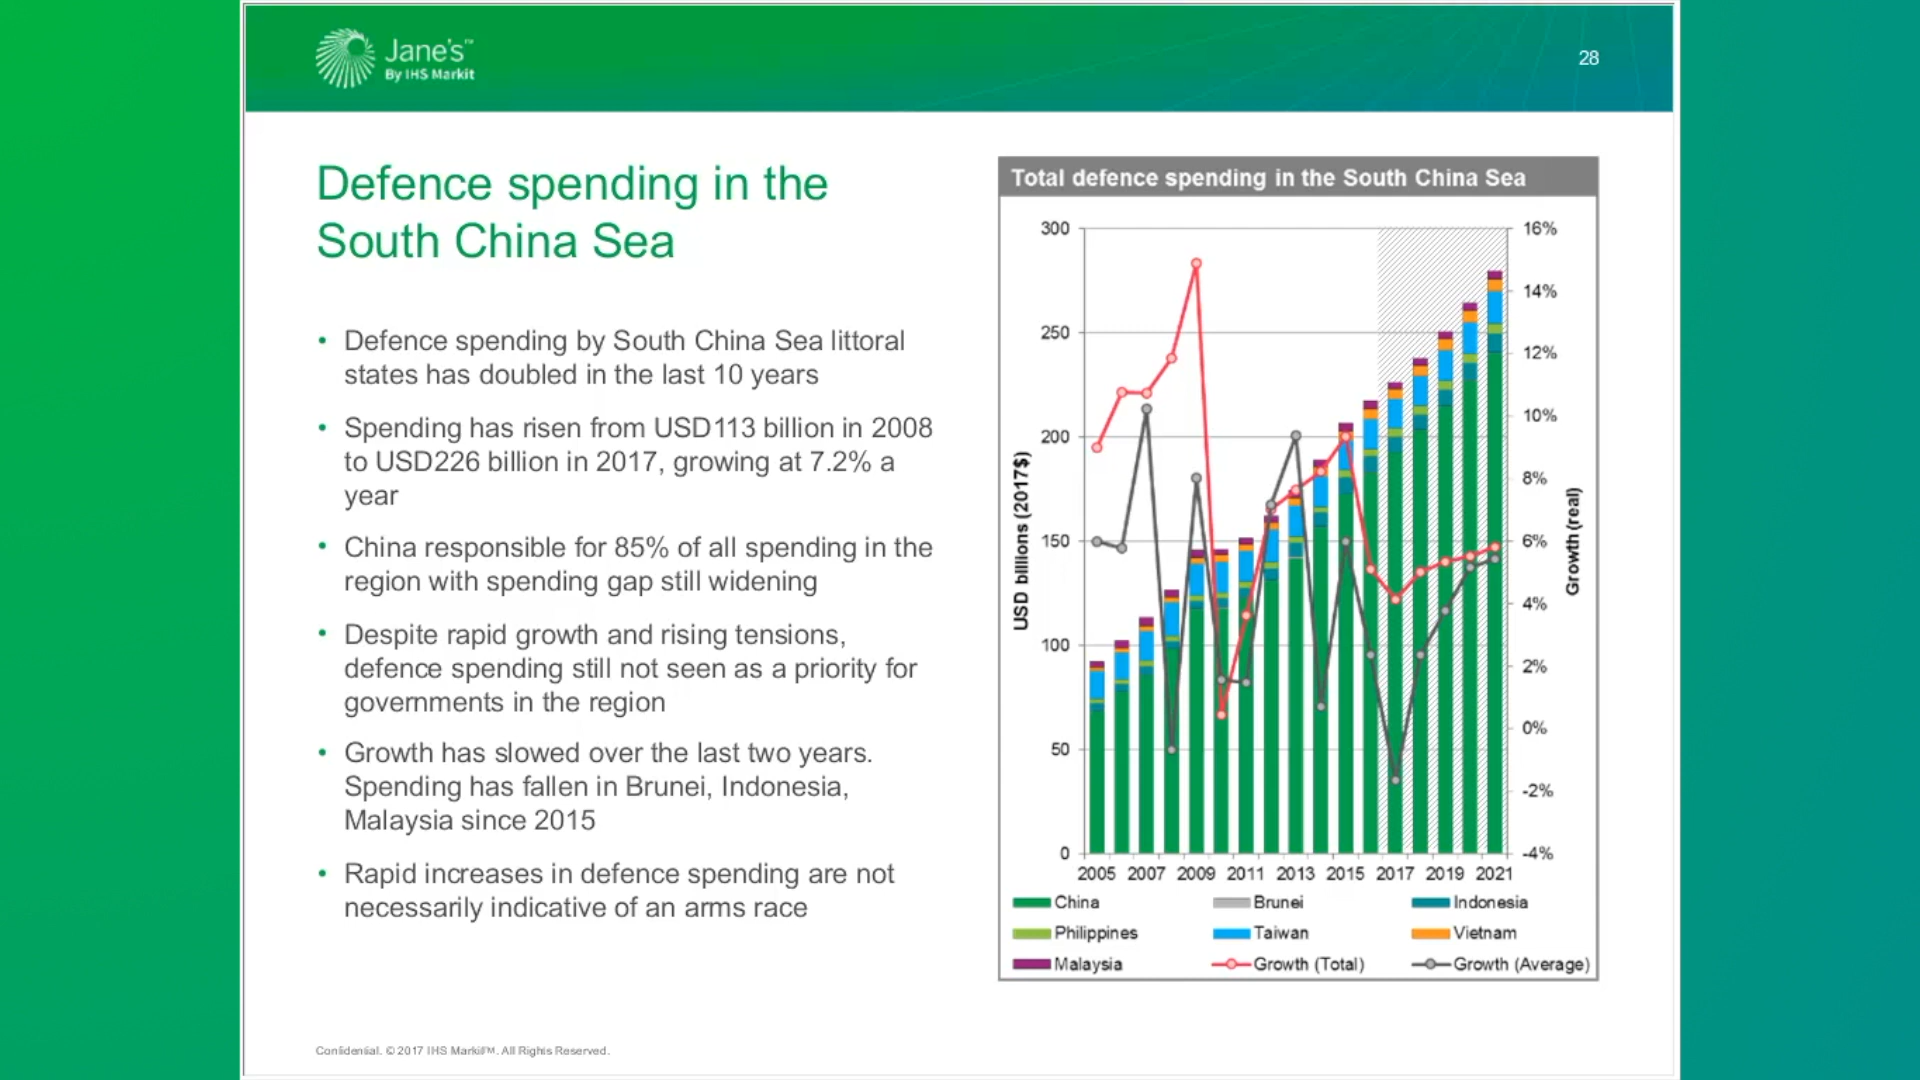 Jane's™
By IHS Markit
28
Defence spending in the
South China Sea
• Defence spending by South China Sea littoral
states has doubled in the last 10 years
• Spending has risen from USD113 billion in 2008
to USD226 billion in 2017, growing at 7.2% a
year
• China responsible for 85% of all spending in the
region with spending gap still widening
• Despite rapid growth and rising tensions,
defence spending still not seen as a priority for
governments in the region
• Growth has slowed over the last two years.
Spending has fallen in Brunei, Indonesia,
Malaysia since 2015
• Rapid increases in defence spending are not
necessarily indicative of an arms race
Total defence spending in the South China Sea
USD billions (2017$)
300
250
200
150
100
50
0
16%
14%
12%
10%
8%
6%
4%
2%
0%
-2%
-4%
Growth (real)
2005 2007 2009 2011 2013 2015 2017 2019 2021
China Brunei Indonesia
Philippines Taiwan Vietnam
Malaysia Growth (Total) Growth (Average)
Confidential. © 2017 IHS Markit™. All Rights Reserved.